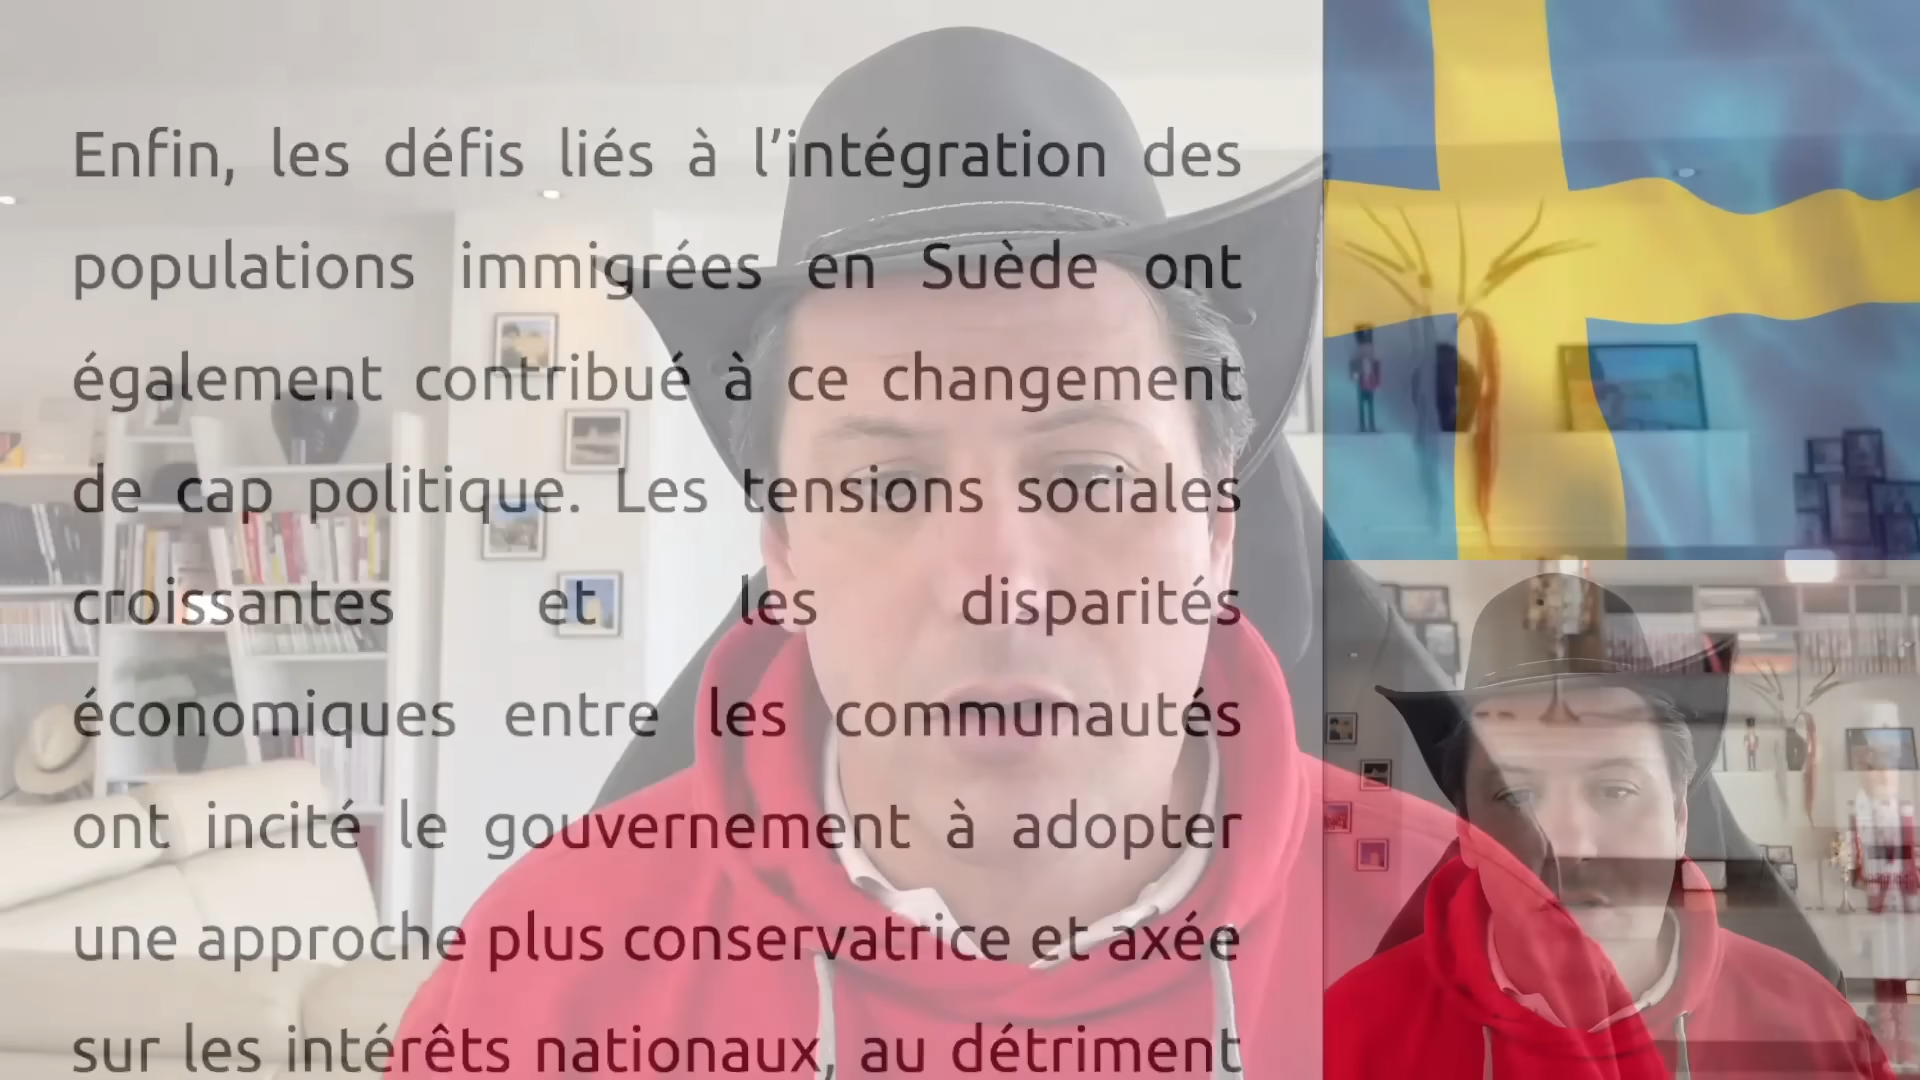 Enfin, les défis liés à l’intégration des
populations immigrées en Suède ont
également contribué à ce changement
de cap politique. Les tensions sociales
croissantes et les disparités
économiques entre les communautés
ont incité le gouvernement à adopter
une approche plus conservatrice et axée
sur les intérêts nationaux, au détriment